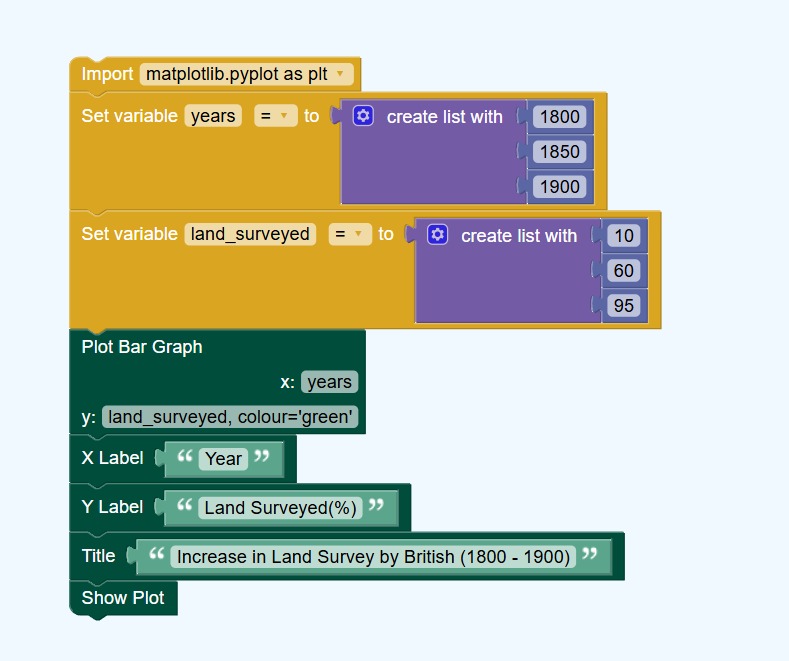 Import matplotlib.pyplot as plt
Set variable years = to create list with 1800
1850
1900
Set variable land_surveyed = to create list with 10
60
95
Plot Bar Graph
x: years
y: land_surveyed, colour='green'
X Label “ Year ”
Y Label “ Land Surveyed(%) ”
Title “ Increase in Land Survey by British (1800 - 1900) ”
Show Plot